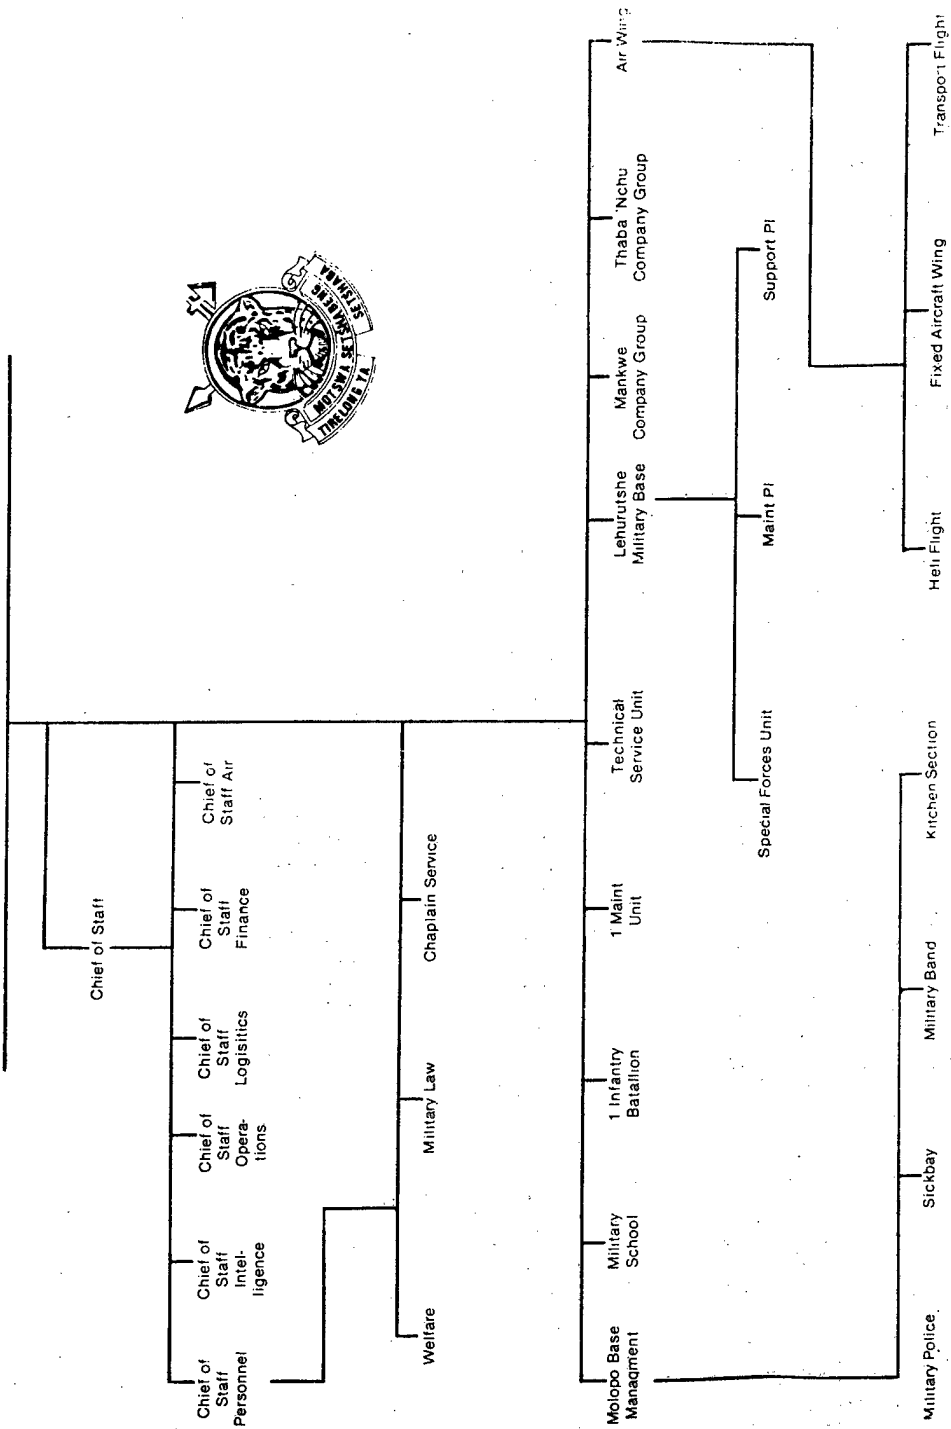 Chief of Staff
Chief of
Staff
Personnel
Chief of
Staff
Intel-
ligence
Chief of
Staff
Opera-
tions
Chief of
Staff
Logisitics
Chief of
Staff
Finance
Chief of
Staff Air
Welfare
Military Law
Chaplain Service
TIRELONG YA
MOTSWA SETSHABENG
SETSHABA
Molopo Base
Managment
Military
School
1 Infantry
Batallion
1 Maint
Unit
Technical
Service Unit
Lehurutshe
Military Base
Mankwe
Company Group
Thaba 'Nchu
Company Group
Air Wing
Special Forces Unit
Maint Pl
Support Pl
Military Police
Sickbay
Military Band
Kitchen Section
Heli Flight
Fixed Aircraft Wing
Transport Flight